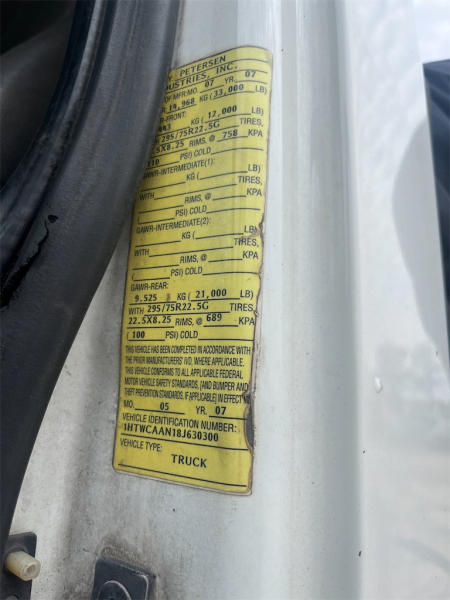 PETERSEN
INDUSTRIES, INC.
OF MFR:MO. 07 YR. 07
14,968 KG (33,000 LB)
FRONT:
KG ( 12,000 LB)
295/75R22.5G TIRES,
X8.25 RIMS, @ 758 KPA
110 PSI) COLD
GAWR-INTERMEDIATE(1):
KG ( LB)
WITH TIRES,
RIMS, @ KPA
( PSI) COLD
GAWR-INTERMEDIATE(2):
KG ( LB)
WITH TIRES,
RIMS, @ KPA
( PSI) COLD
GAWR-REAR:
9.525 KG ( 21,000 LB)
WITH 295/75R22.5G TIRES,
22.5X8.25 RIMS, @ 689 KPA
( 100 PSI) COLD
THIS VEHICLE HAS BEEN COMPLETED IN ACCORDANCE WITH
THE PRIOR MANUFACTURERS' IVD, WHERE APPLICABLE.
THIS VEHICLE CONFORMS TO ALL APPLICABLE FEDERAL
MOTOR VEHICLE SAFETY STANDARDS, [AND BUMPER AND
THEFT PREVENTION STANDARDS, IF APPLICABLE] IN EFFECT
MO. 05 YR. 07
VEHICLE IDENTIFICATION NUMBER:
1HTWCAAN18J630300
VEHICLE TYPE:
TRUCK